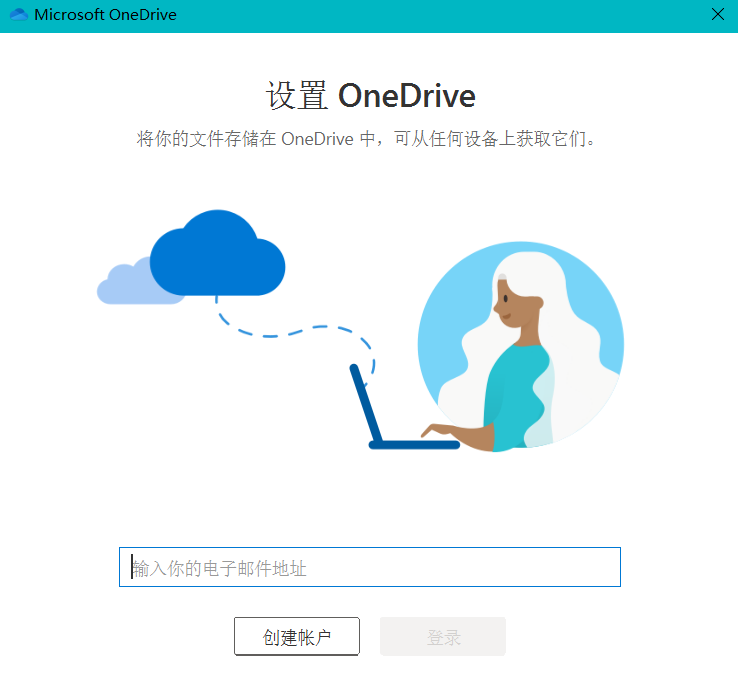 Microsoft OneDrive
设置 OneDrive
将你的文件存储在 OneDrive 中，可从任何设备上获取它们。
输入你的电子邮件地址
创建帐户
登录